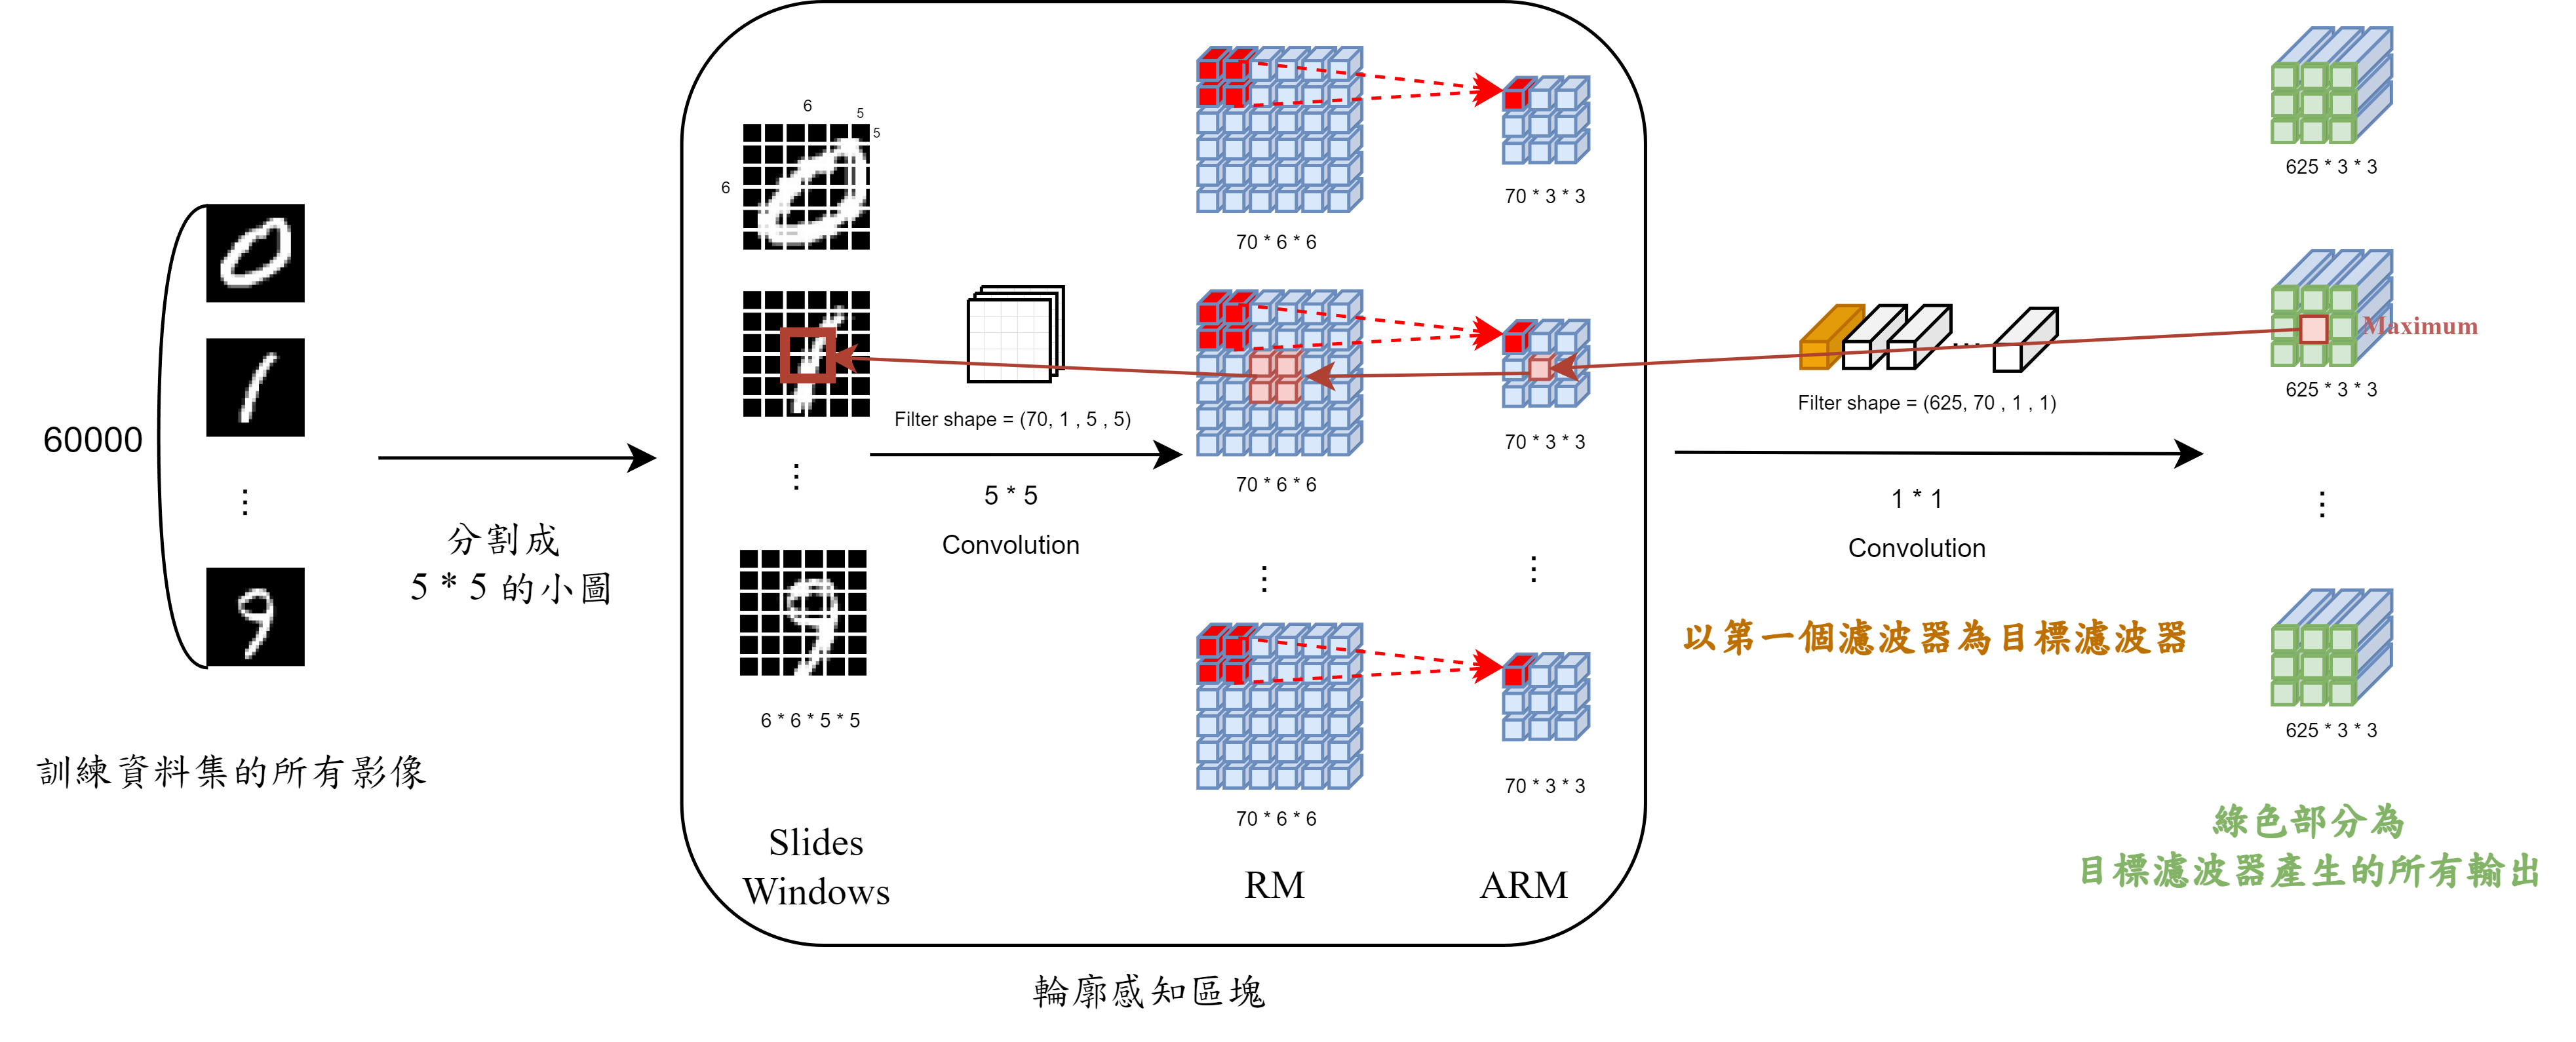 60000
訓練資料集的所有影像
分割成
5 * 5 的小圖
6
5
5
6
⋮
⋮
6 * 6 * 5 * 5
Slides
Windows
Filter shape = (70, 1 , 5 , 5)
5 * 5
Convolution
70 * 6 * 6
70 * 6 * 6
⋮
70 * 6 * 6
RM
70 * 3 * 3
70 * 3 * 3
⋮
70 * 3 * 3
ARM
輪廓感知區塊
...
Filter shape = (625, 70 , 1 , 1)
1 * 1
Convolution
以第一個濾波器為目標濾波器
625 * 3 * 3
Maximum
625 * 3 * 3
⋮
625 * 3 * 3
綠色部分為
目標濾波器產生的所有輸出